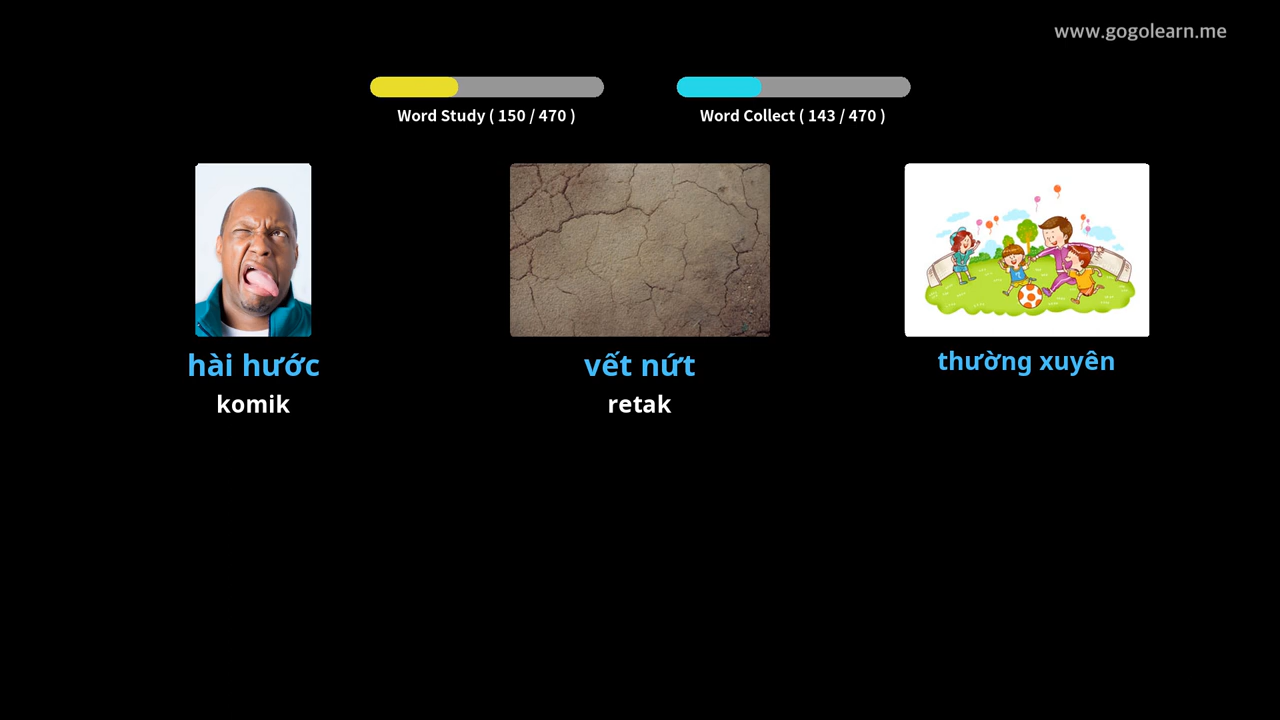 www.gogolearn.me
Word Study ( 150 / 470 )
Word Collect ( 143 / 470 )
hài hước
komik
vết nứt
retak
thường xuyên